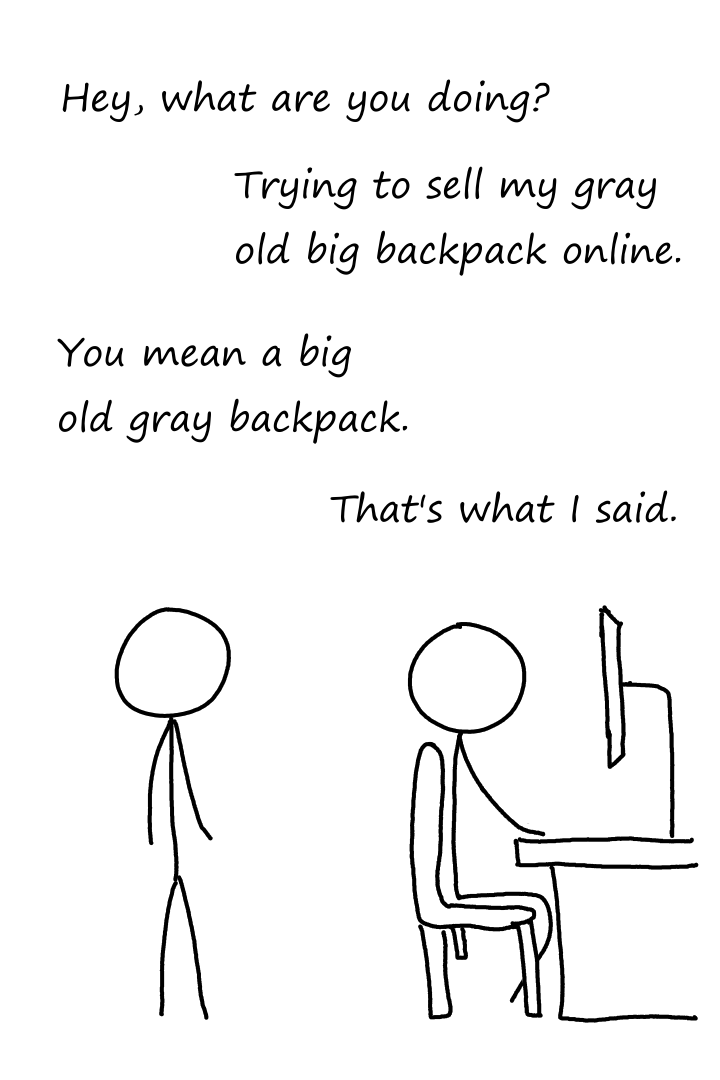 Hey, what are you doing?
Trying to sell my gray
old big backpack online.
You mean a big
old gray backpack.
That's what I said.